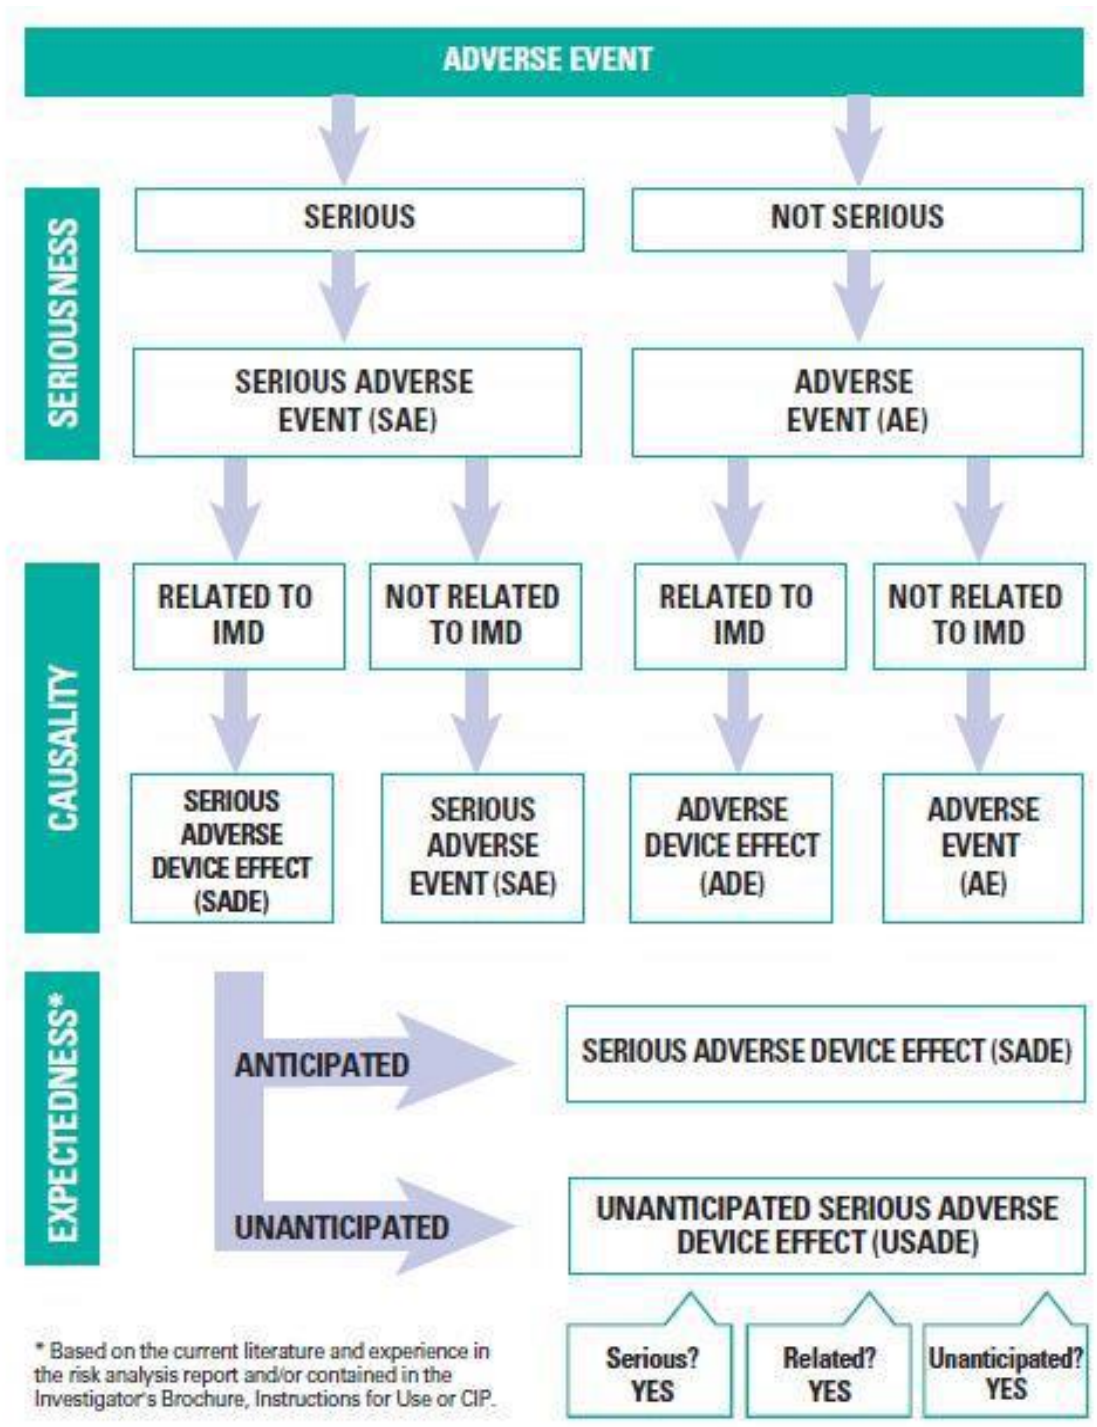 ADVERSE EVENT
SERIOUSNESS
SERIOUS
NOT SERIOUS
SERIOUS ADVERSE
EVENT (SAE)
ADVERSE
EVENT (AE)
CAUSALITY
RELATED TO
IMD
NOT RELATED
TO IMD
RELATED TO
IMD
NOT RELATED
TO IMD
SERIOUS
ADVERSE
DEVICE EFFECT
(SADE)
SERIOUS
ADVERSE
EVENT (SAE)
ADVERSE
DEVICE EFFECT
(ADE)
ADVERSE
EVENT
(AE)
EXPECTEDNESS*
ANTICIPATED
SERIOUS ADVERSE DEVICE EFFECT (SADE)
UNANTICIPATED
UNANTICIPATED SERIOUS ADVERSE
DEVICE EFFECT (USADE)
Serious?
YES
Related?
YES
Unanticipated?
YES
* Based on the current literature and experience in
the risk analysis report and/or contained in the
Investigator's Brochure, Instructions for Use or CIP.